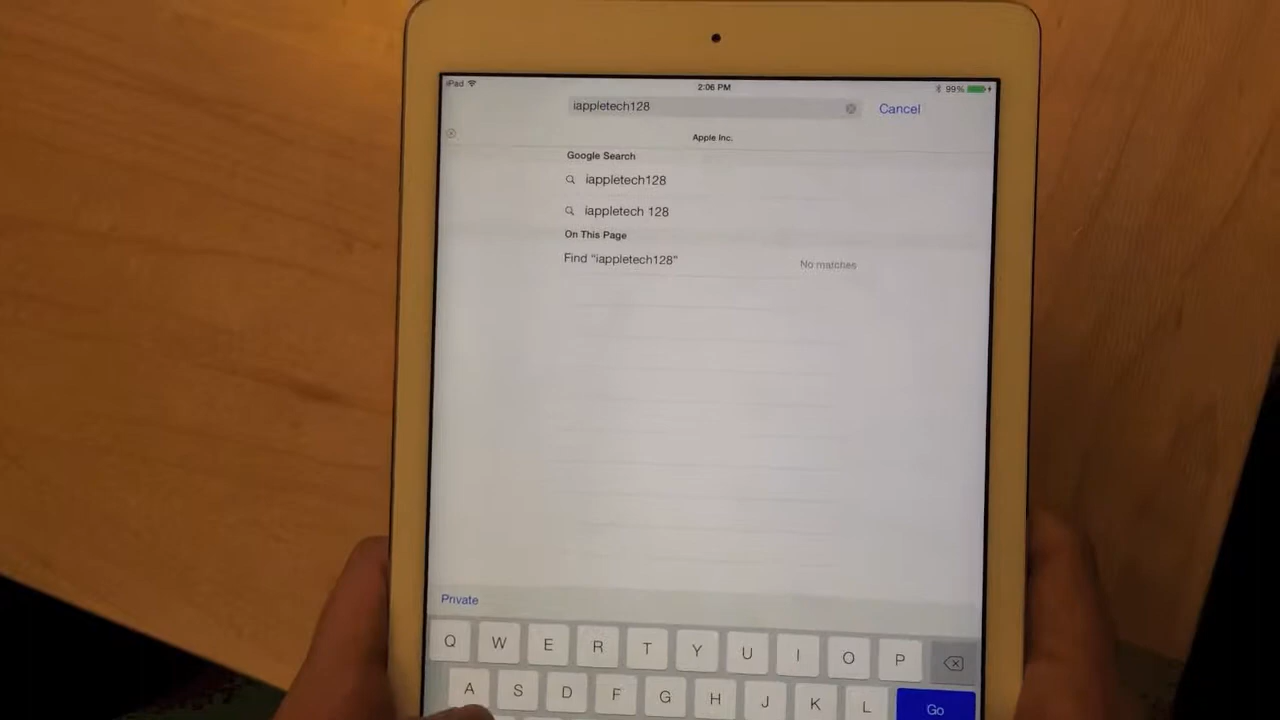 iPad
2:06 PM
99%
iappletech128
Cancel
Apple Inc.
Google Search
iappletech128
iappletech 128
On This Page
Find “iappletech128”
No matches
Private
Q W E R T Y U I O P
A S D F G H J K L
Go